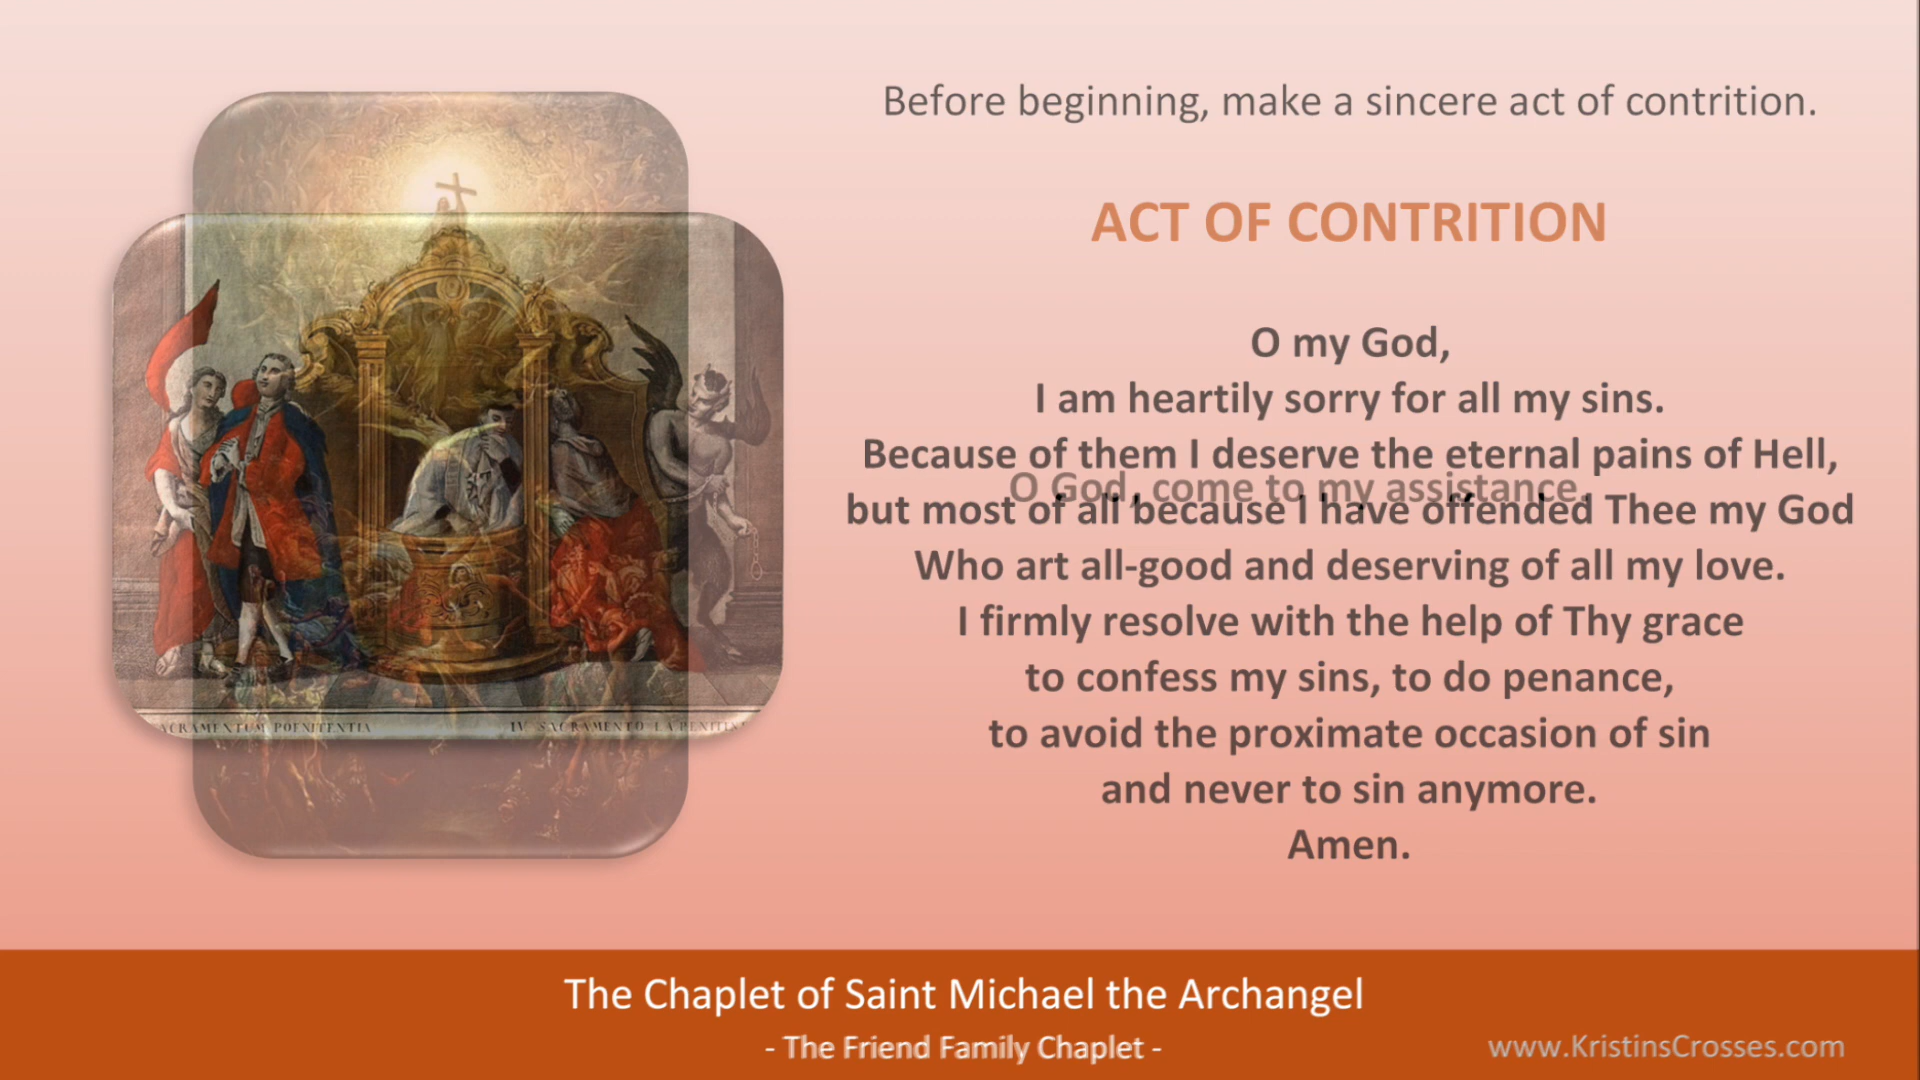 Before beginning, make a sincere act of contrition.
ACT OF CONTRITION
O my God,
I am heartily sorry for all my sins.
Because of them I deserve the eternal pains of Hell,
O God, come to my assistance.
but most of all because I have offended Thee my God
Who art all-good and deserving of all my love.
I firmly resolve with the help of Thy grace
to confess my sins, to do penance,
to avoid the proximate occasion of sin
and never to sin anymore.
Amen.
POENITENTIA
IV SACRAMENTO LA
The Chaplet of Saint Michael the Archangel
- The Friend Family Chaplet -
www.KristinsCrosses.com